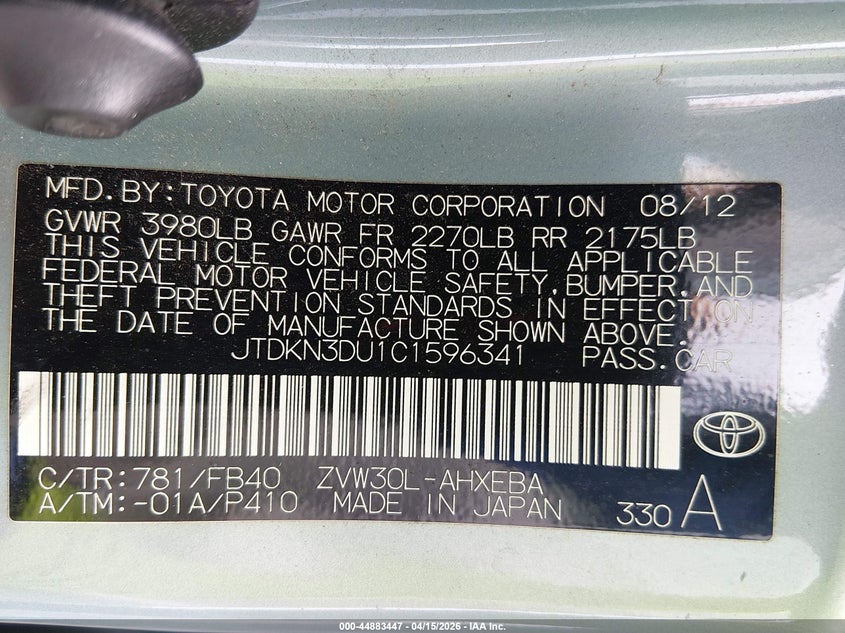 MFD. BY: TOYOTA MOTOR CORPORATION 08/12
GVWR 3980LB GAWR FR 2270LB RR 2175LB
THIS VEHICLE CONFORMS TO ALL APPLICABLE
FEDERAL MOTOR VEHICLE SAFETY, BUMPER, AND
THEFT PREVENTION STANDARDS IN EFFECT ON
THE DATE OF MANUFACTURE SHOWN ABOVE.
JTDKN3DU1C1596341 PASS. CAR
C/TR: 781/FB40 ZVW30L-AHXEBA
A/TM: -01A/P410 MADE IN JAPAN 330 A
000-44883447 - 04/15/2026 - IAA Inc.